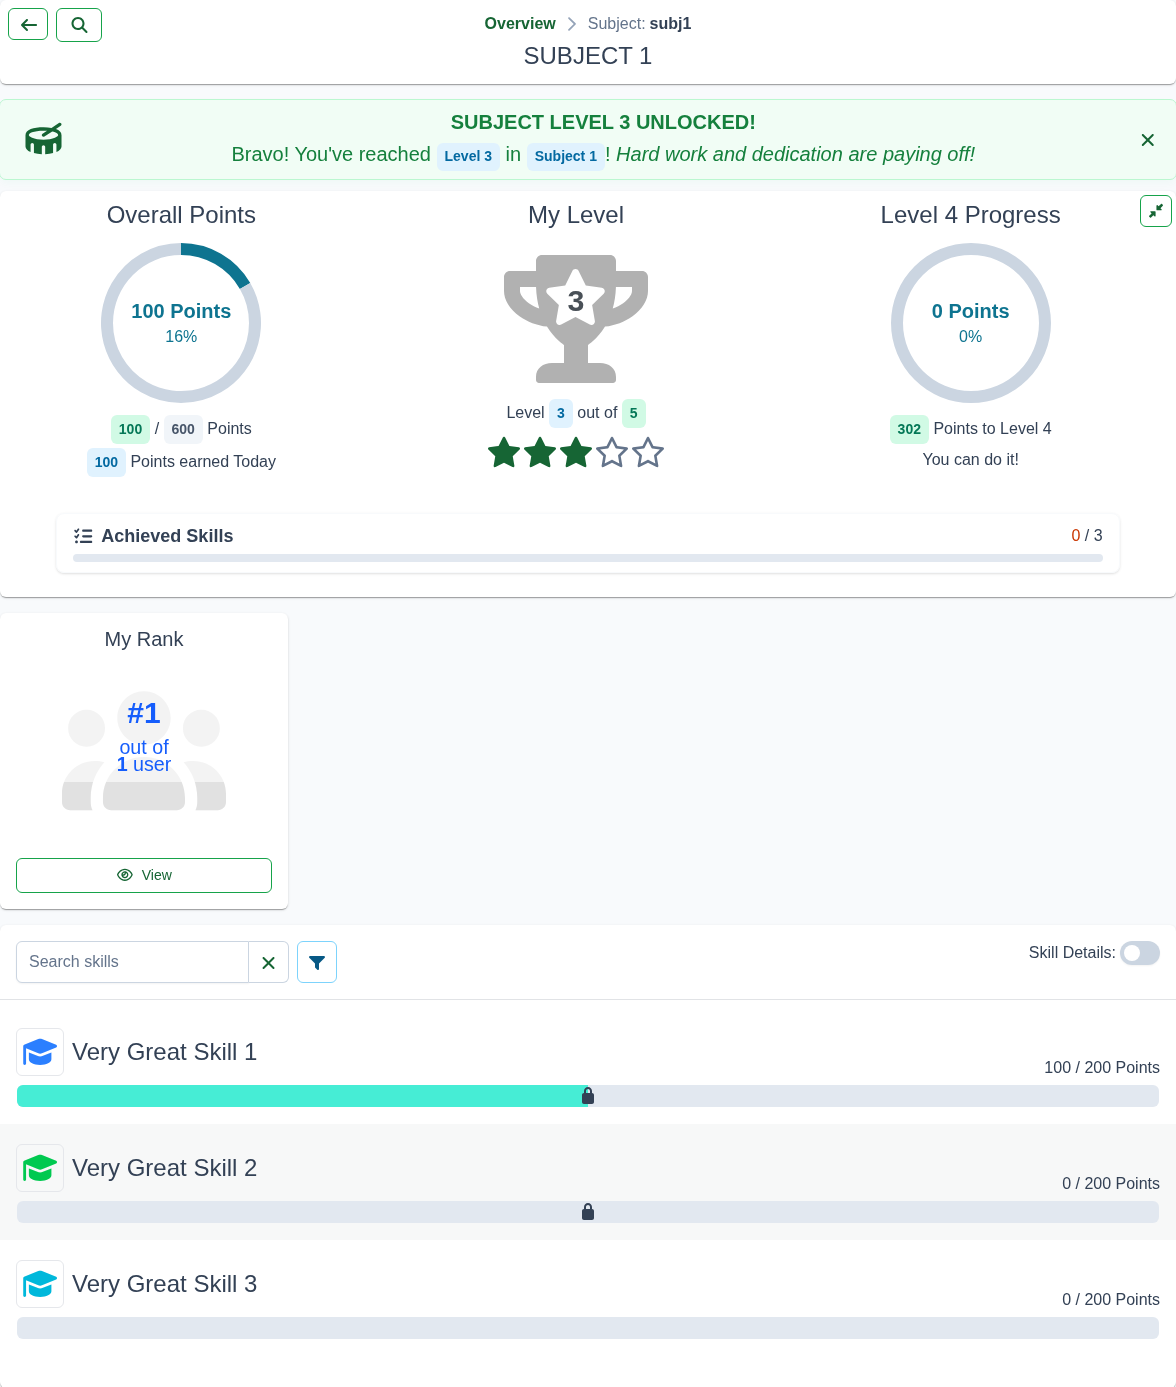 Overview > Subject: subj1
SUBJECT 1
SUBJECT LEVEL 3 UNLOCKED!
Bravo! You've reached Level 3 in Subject 1! Hard work and dedication are paying off!
Overall Points
100 Points
16%
100 / 600 Points
100 Points earned Today
My Level
3
Level 3 out of 5
Level 4 Progress
0 Points
0%
302 Points to Level 4
You can do it!
Achieved Skills 0 / 3
My Rank
#1
out of
1 user
View
Search skills
Skill Details:
Very Great Skill 1
100 / 200 Points
Very Great Skill 2
0 / 200 Points
Very Great Skill 3
0 / 200 Points